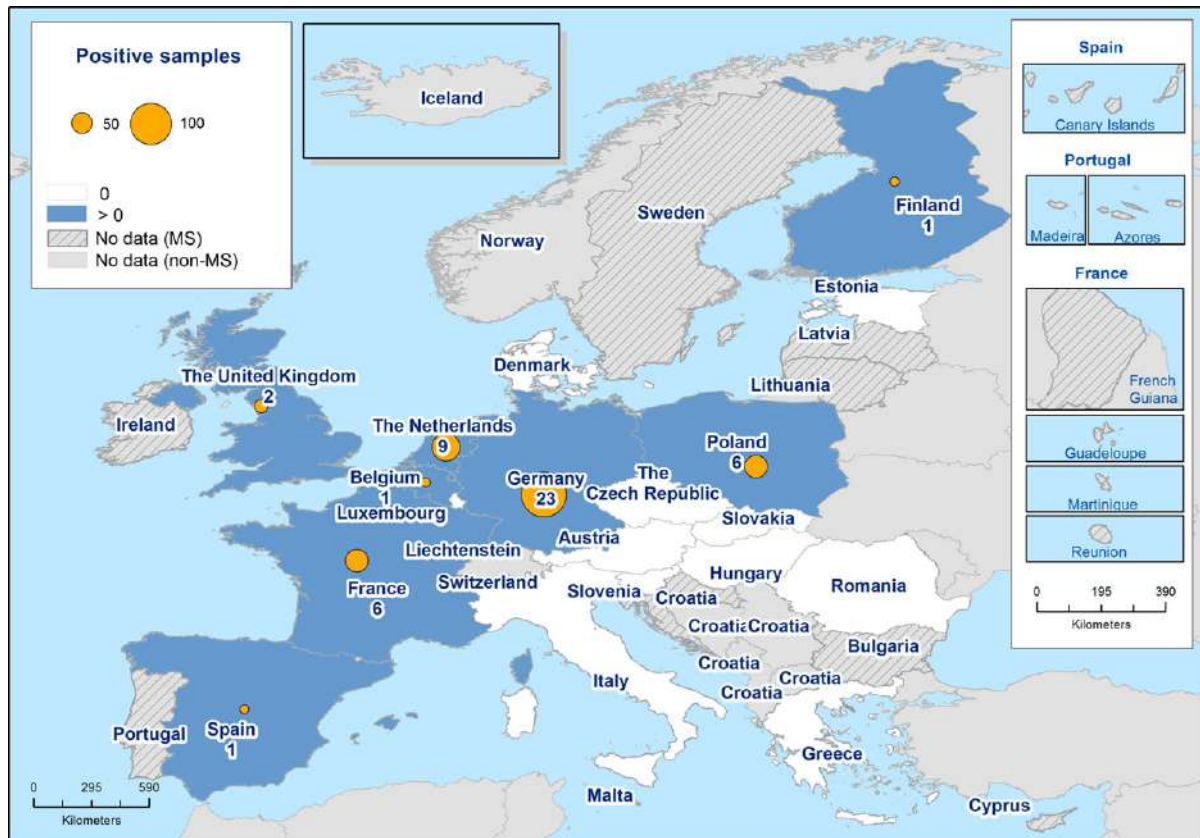 Positive samples
50
100
0
> 0
No data (MS)
No data (non-MS)
Iceland
Spain
Canary Islands
Portugal
Madeira
Azores
France
French
Guiana
Guadeloupe
Martinique
Reunion
0 195 390
Kilometers
Finland
1
Sweden
Norway
Estonia
Latvia
Lithuania
Denmark
The United Kingdom
2
Ireland
The Netherlands
9
Belgium
1
Luxembourg
Germany
23
Poland
6
The
Czech Republic
Slovakia
Austria
Liechtenstein
Switzerland
France
6
Slovenia
Hungary
Romania
Croatia
Croatia
Croatia
Croatia
Croatia
Croatia
Bulgaria
Italy
Portugal
Spain
1
Greece
Malta
Cyprus
0 295 590
Kilometers